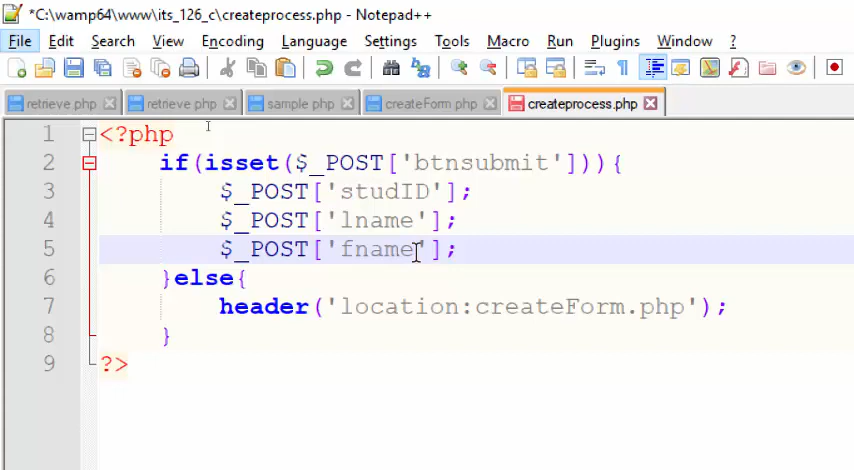 *C:\wamp64\www\its_126_c\createprocess.php - Notepad++
File Edit Search View Encoding Language Settings Tools Macro Run Plugins Window ?
retrieve php retrieve php sample php createForm php createprocess.php
1 <?php
2 if(isset($_POST['btnsubmit'])){
3 $_POST['studID'];
4 $_POST['lname'];
5 $_POST['fname'];
6 }else{
7 header('location:createForm.php');
8 }
9 ?>